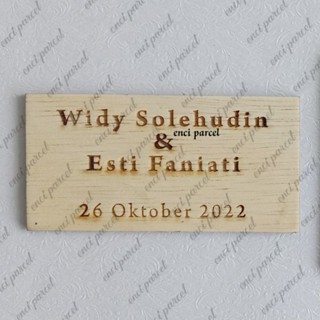 Widy Solehudin
enci parcel
&
Esti Faniati
26 Oktober 2022